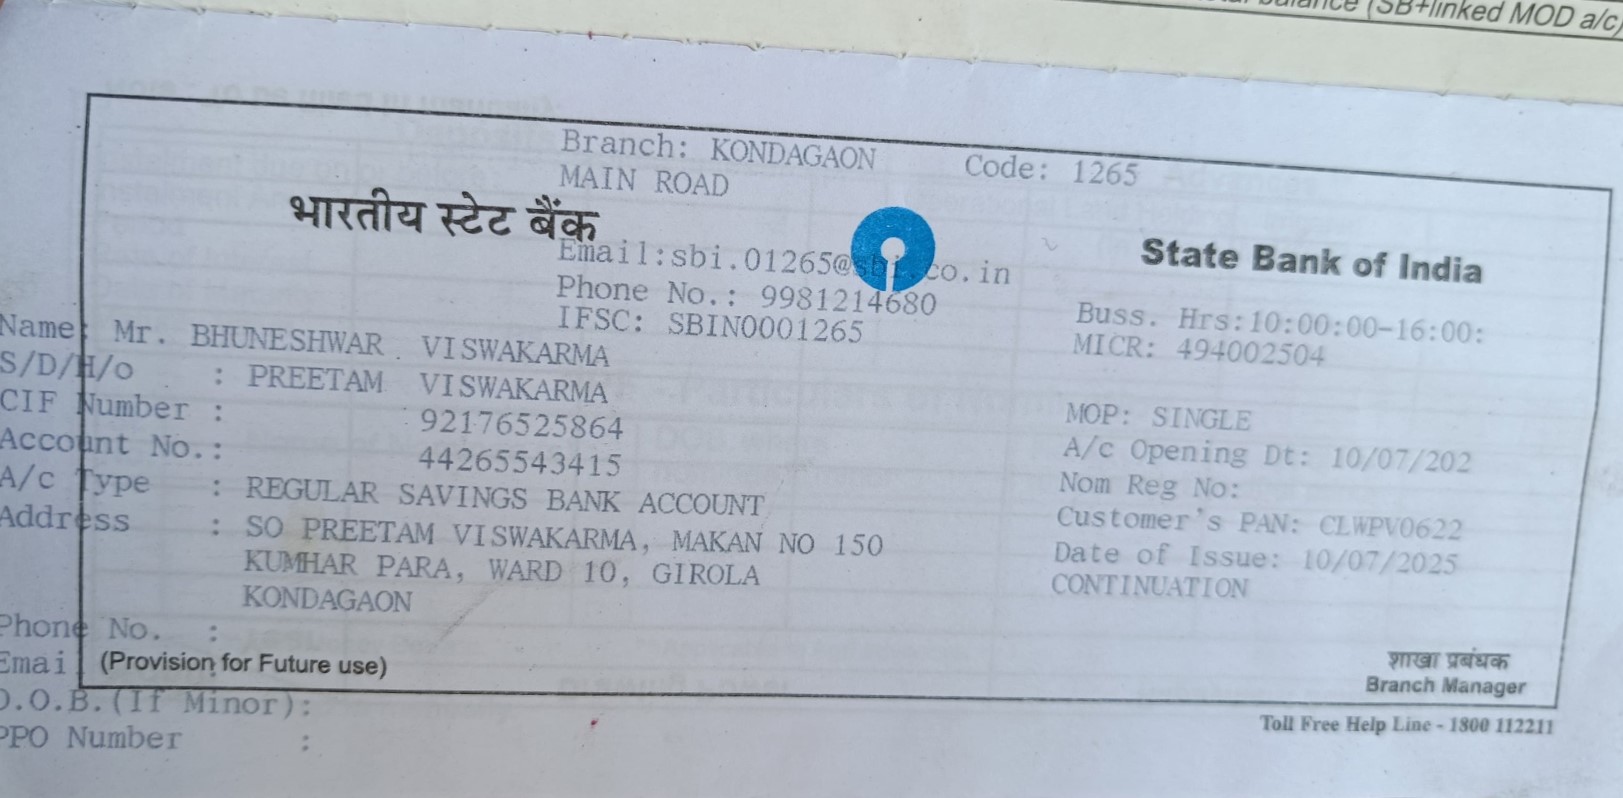 balance (SB+linked MOD a/c)
Branch: KONDAGAON Code: 1265
MAIN ROAD
भारतीय स्टेट बैंक
State Bank of India
Email:sbi.01265@sbi.co.in
Phone No.: 9981214680
IFSC: SBIN0001265
Buss. Hrs:10:00:00-16:00:
MICR: 494002504
Name: Mr. BHUNESHWAR VISWAKARMA
S/D/H/o : PREETAM VISWAKARMA
CIF Number : 92176525864
MOP: SINGLE
Account No.: 44265543415
A/c Opening Dt: 10/07/202
A/c Type : REGULAR SAVINGS BANK ACCOUNT
Nom Reg No:
Address : SO PREETAM VISWAKARMA, MAKAN NO 150
Customer's PAN: CLWPV0622
KUMHAR PARA, WARD 10, GIROLA
Date of Issue: 10/07/2025
KONDAGAON
CONTINUATION
Phone No. :
Emai (Provision for Future use)
शाखा प्रबंधक
Branch Manager
D.O.B.(If Minor):
PPO Number :
Toll Free Help Line - 1800 112211